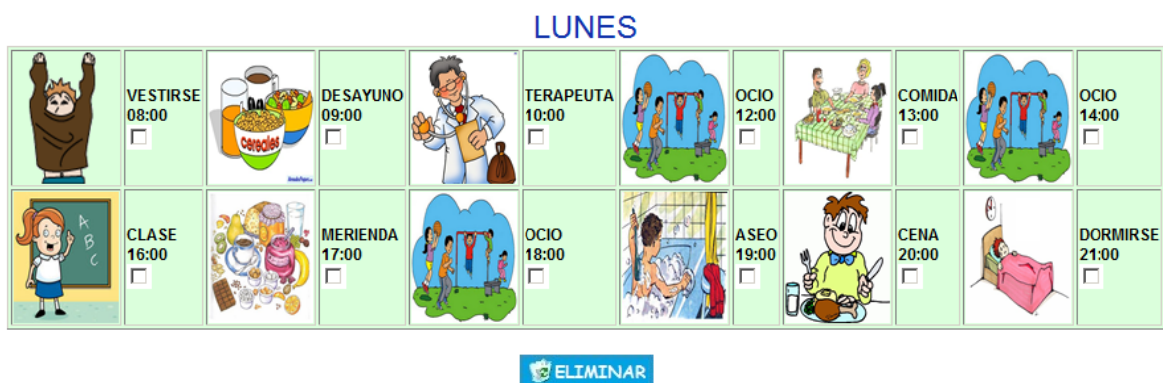 LUNES
VESTIRSE
08:00
DESAYUNO
09:00
TERAPEUTA
10:00
OCIO
12:00
COMIDA
13:00
OCIO
14:00
cereales
CLASE
16:00
MERIENDA
17:00
OCIO
18:00
ASEO
19:00
CENA
20:00
DORMIRSE
21:00
A
B
C
ELIMINAR